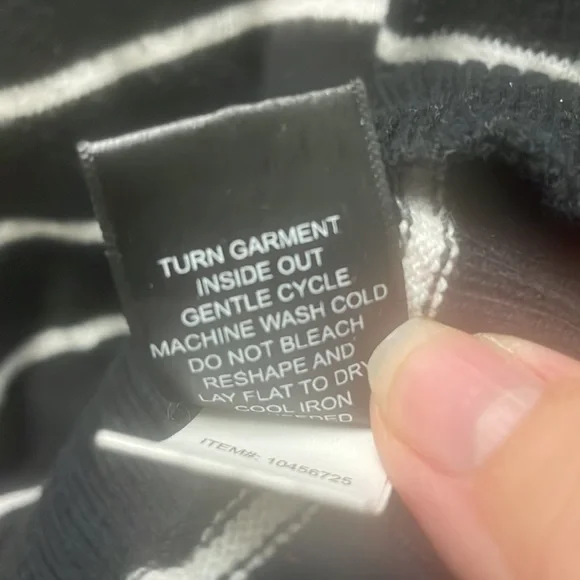 TURN GARMENT
INSIDE OUT
GENTLE CYCLE
MACHINE WASH COLD
DO NOT BLEACH
RESHAPE AND
LAY FLAT TO DRY
COOL IRON
ITEM#: 10456725